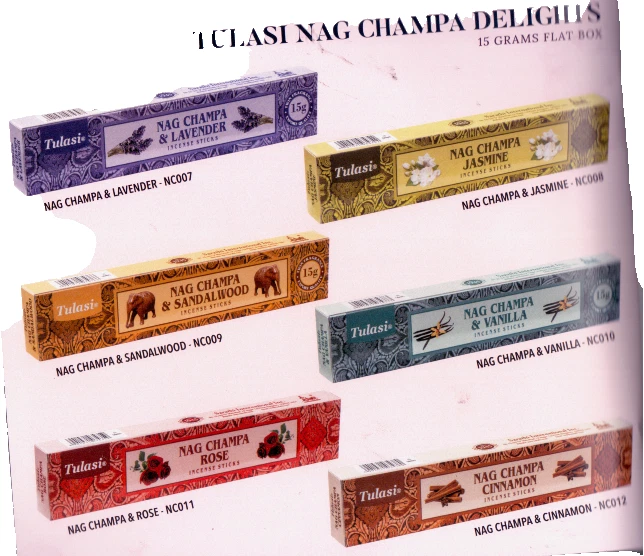 TULASI NAG CHAMPA DELIGHTS
15 GRAMS FLAT BOX
Tulasi®
NAG CHAMPA
& LAVENDER
INCENSE STICKS
15g
NAG CHAMPA & LAVENDER - NC007
Tulasi®
NAG CHAMPA
JASMINE
INCENSE STICKS
NAG CHAMPA & JASMINE - NC008
Tulasi®
NAG CHAMPA
& SANDALWOOD
INCENSE STICKS
15g
NAG CHAMPA & SANDALWOOD - NC009
Tulasi®
NAG CHAMPA
& VANILLA
INCENSE STICKS
15g
NAG CHAMPA & VANILLA - NC010
Tulasi®
NAG CHAMPA
ROSE
INCENSE STICKS
NAG CHAMPA & ROSE - NC011
Tulasi®
NAG CHAMPA
CINNAMON
INCENSE STICKS
NAG CHAMPA & CINNAMON - NC012